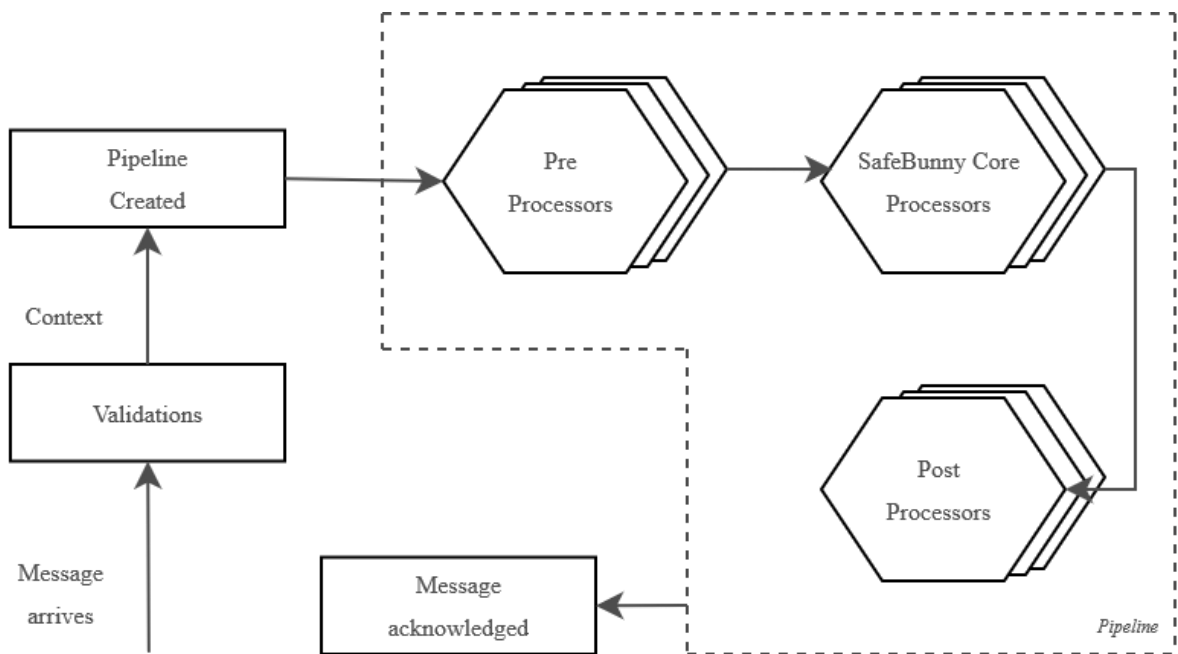 Pipeline
Created
Pre
Processors
SafeBunny Core
Processors
Context
Validations
Post
Processors
Message
arrives
Message
acknowledged
Pipeline